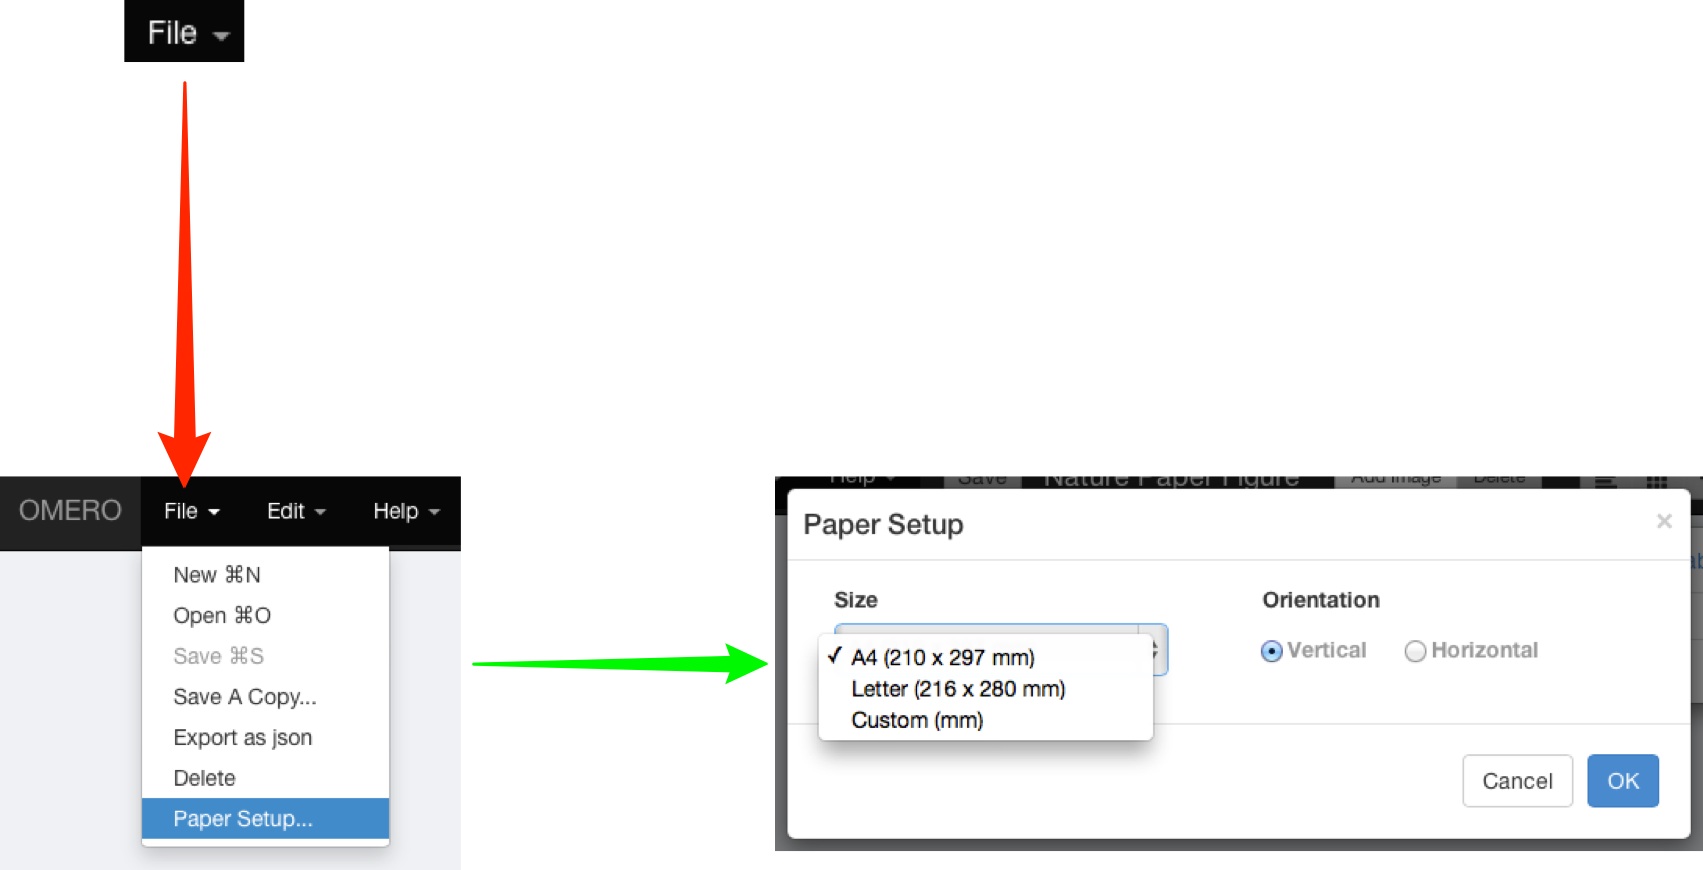 File
OMERO File Edit Help
New ⌘N
Open ⌘O
Save ⌘S
Save A Copy...
Export as json
Delete
Paper Setup...
Help Save Nature Paper Figure Add Image Delete
Paper Setup ×
Size Orientation
✓ A4 (210 x 297 mm) Vertical Horizontal
Letter (216 x 280 mm)
Custom (mm)
Cancel OK